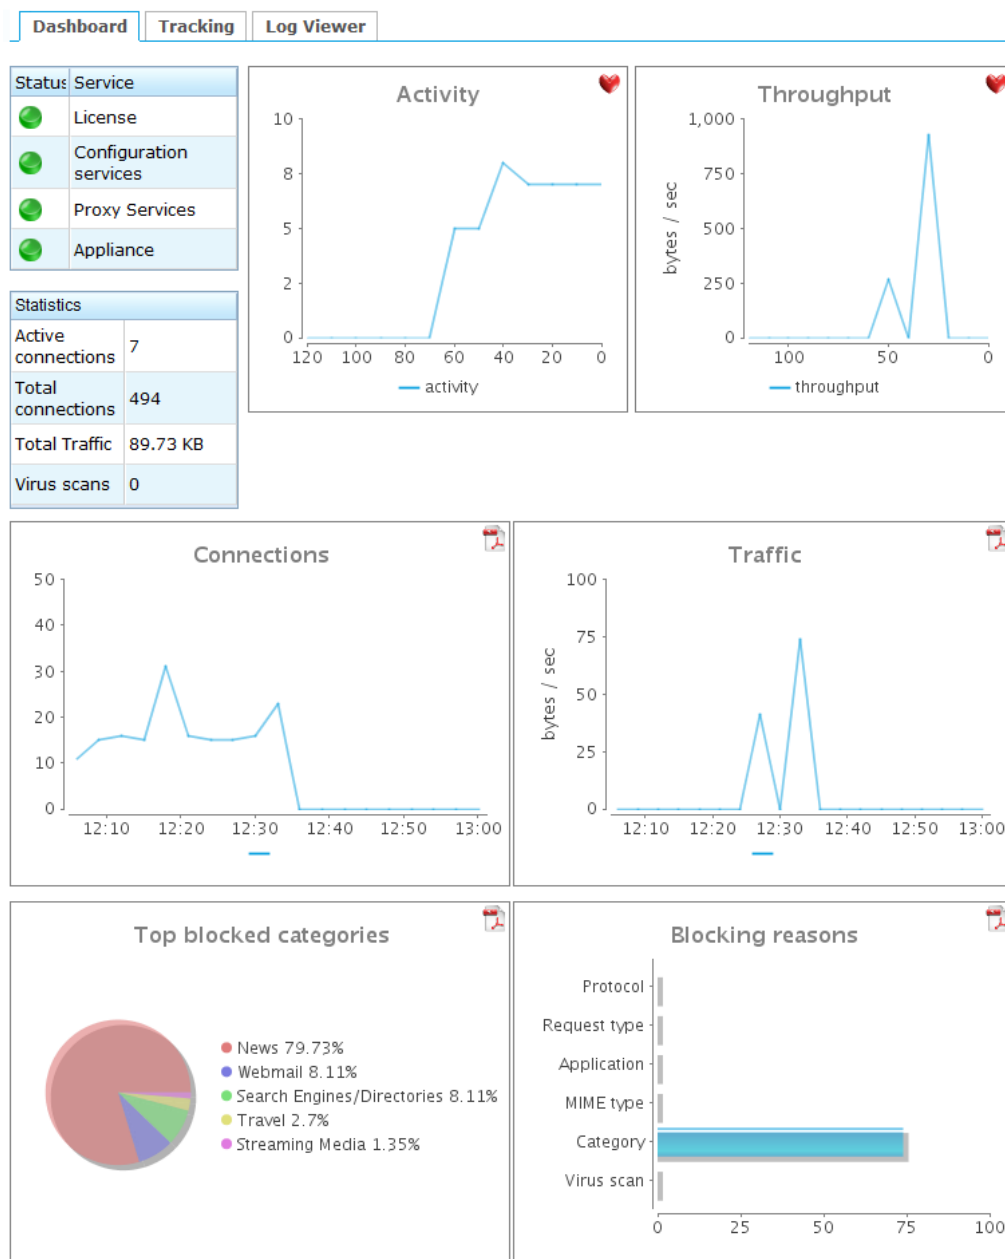 Dashboard Tracking Log Viewer
Status Service
License
Configuration
services
Proxy Services
Appliance
Statistics
Active
connections 7
Total
connections 494
Total Traffic 89.73 KB
Virus scans 0
Activity
10
8
5
2
0
120 100 80 60 40 20 0
activity
Throughput
bytes / sec
1,000
750
500
250
0
100 50 0
throughput
Connections
50
40
30
20
10
0
12:10 12:20 12:30 12:40 12:50 13:00
Traffic
bytes / sec
100
75
50
25
0
12:10 12:20 12:30 12:40 12:50 13:00
Top blocked categories
News 79.73%
Webmail 8.11%
Search Engines/Directories 8.11%
Travel 2.7%
Streaming Media 1.35%
Blocking reasons
Protocol
Request type
Application
MIME type
Category
Virus scan
0 25 50 75 100